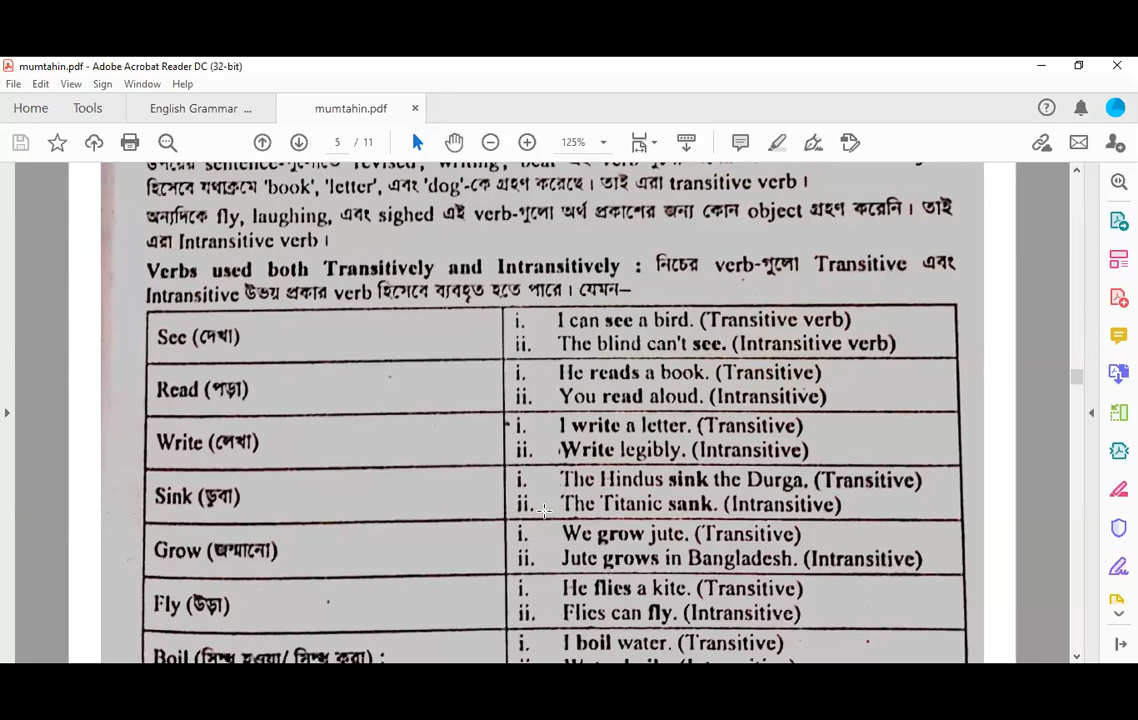 mumtahin.pdf - Adobe Acrobat Reader DC (32-bit)
File Edit View Sign Window Help
Home Tools English Grammar ... mumtahin.pdf ×
5 / 11 125%
হিসেবে যথাক্রমে 'book', 'letter', এবং 'dog'-কে গ্রহণ করেছে। তাই এরা transitive verb।
অন্যদিকে fly, laughing, এবং sighed এই verb-গুলো অর্থ প্রকাশের জন্য কোন object গ্রহণ করেনি। তাই
এরা Intransitive verb।
Verbs used both Transitively and Intransitively : নিচের verb-গুলো Transitive এবং
Intransitive উভয় প্রকার verb হিসেবে ব্যবহৃত হতে পারে। যেমন–
See (দেখা)
i. I can see a bird. (Transitive verb)
ii. The blind can't see. (Intransitive verb)
Read (পড়া)
i. He reads a book. (Transitive)
ii. You read aloud. (Intransitive)
Write (লেখা)
i. I write a letter. (Transitive)
ii. Write legibly. (Intransitive)
Sink (ডুবা)
i. The Hindus sink the Durga. (Transitive)
ii. The Titanic sank. (Intransitive)
Grow (জন্মানো)
i. We grow jute. (Transitive)
ii. Jute grows in Bangladesh. (Intransitive)
Fly (উড়া)
i. He flies a kite. (Transitive)
ii. Flies can fly. (Intransitive)
Boil (সিদ্ধ হওয়া/ সিদ্ধ করা) :
i. I boil water. (Transitive)